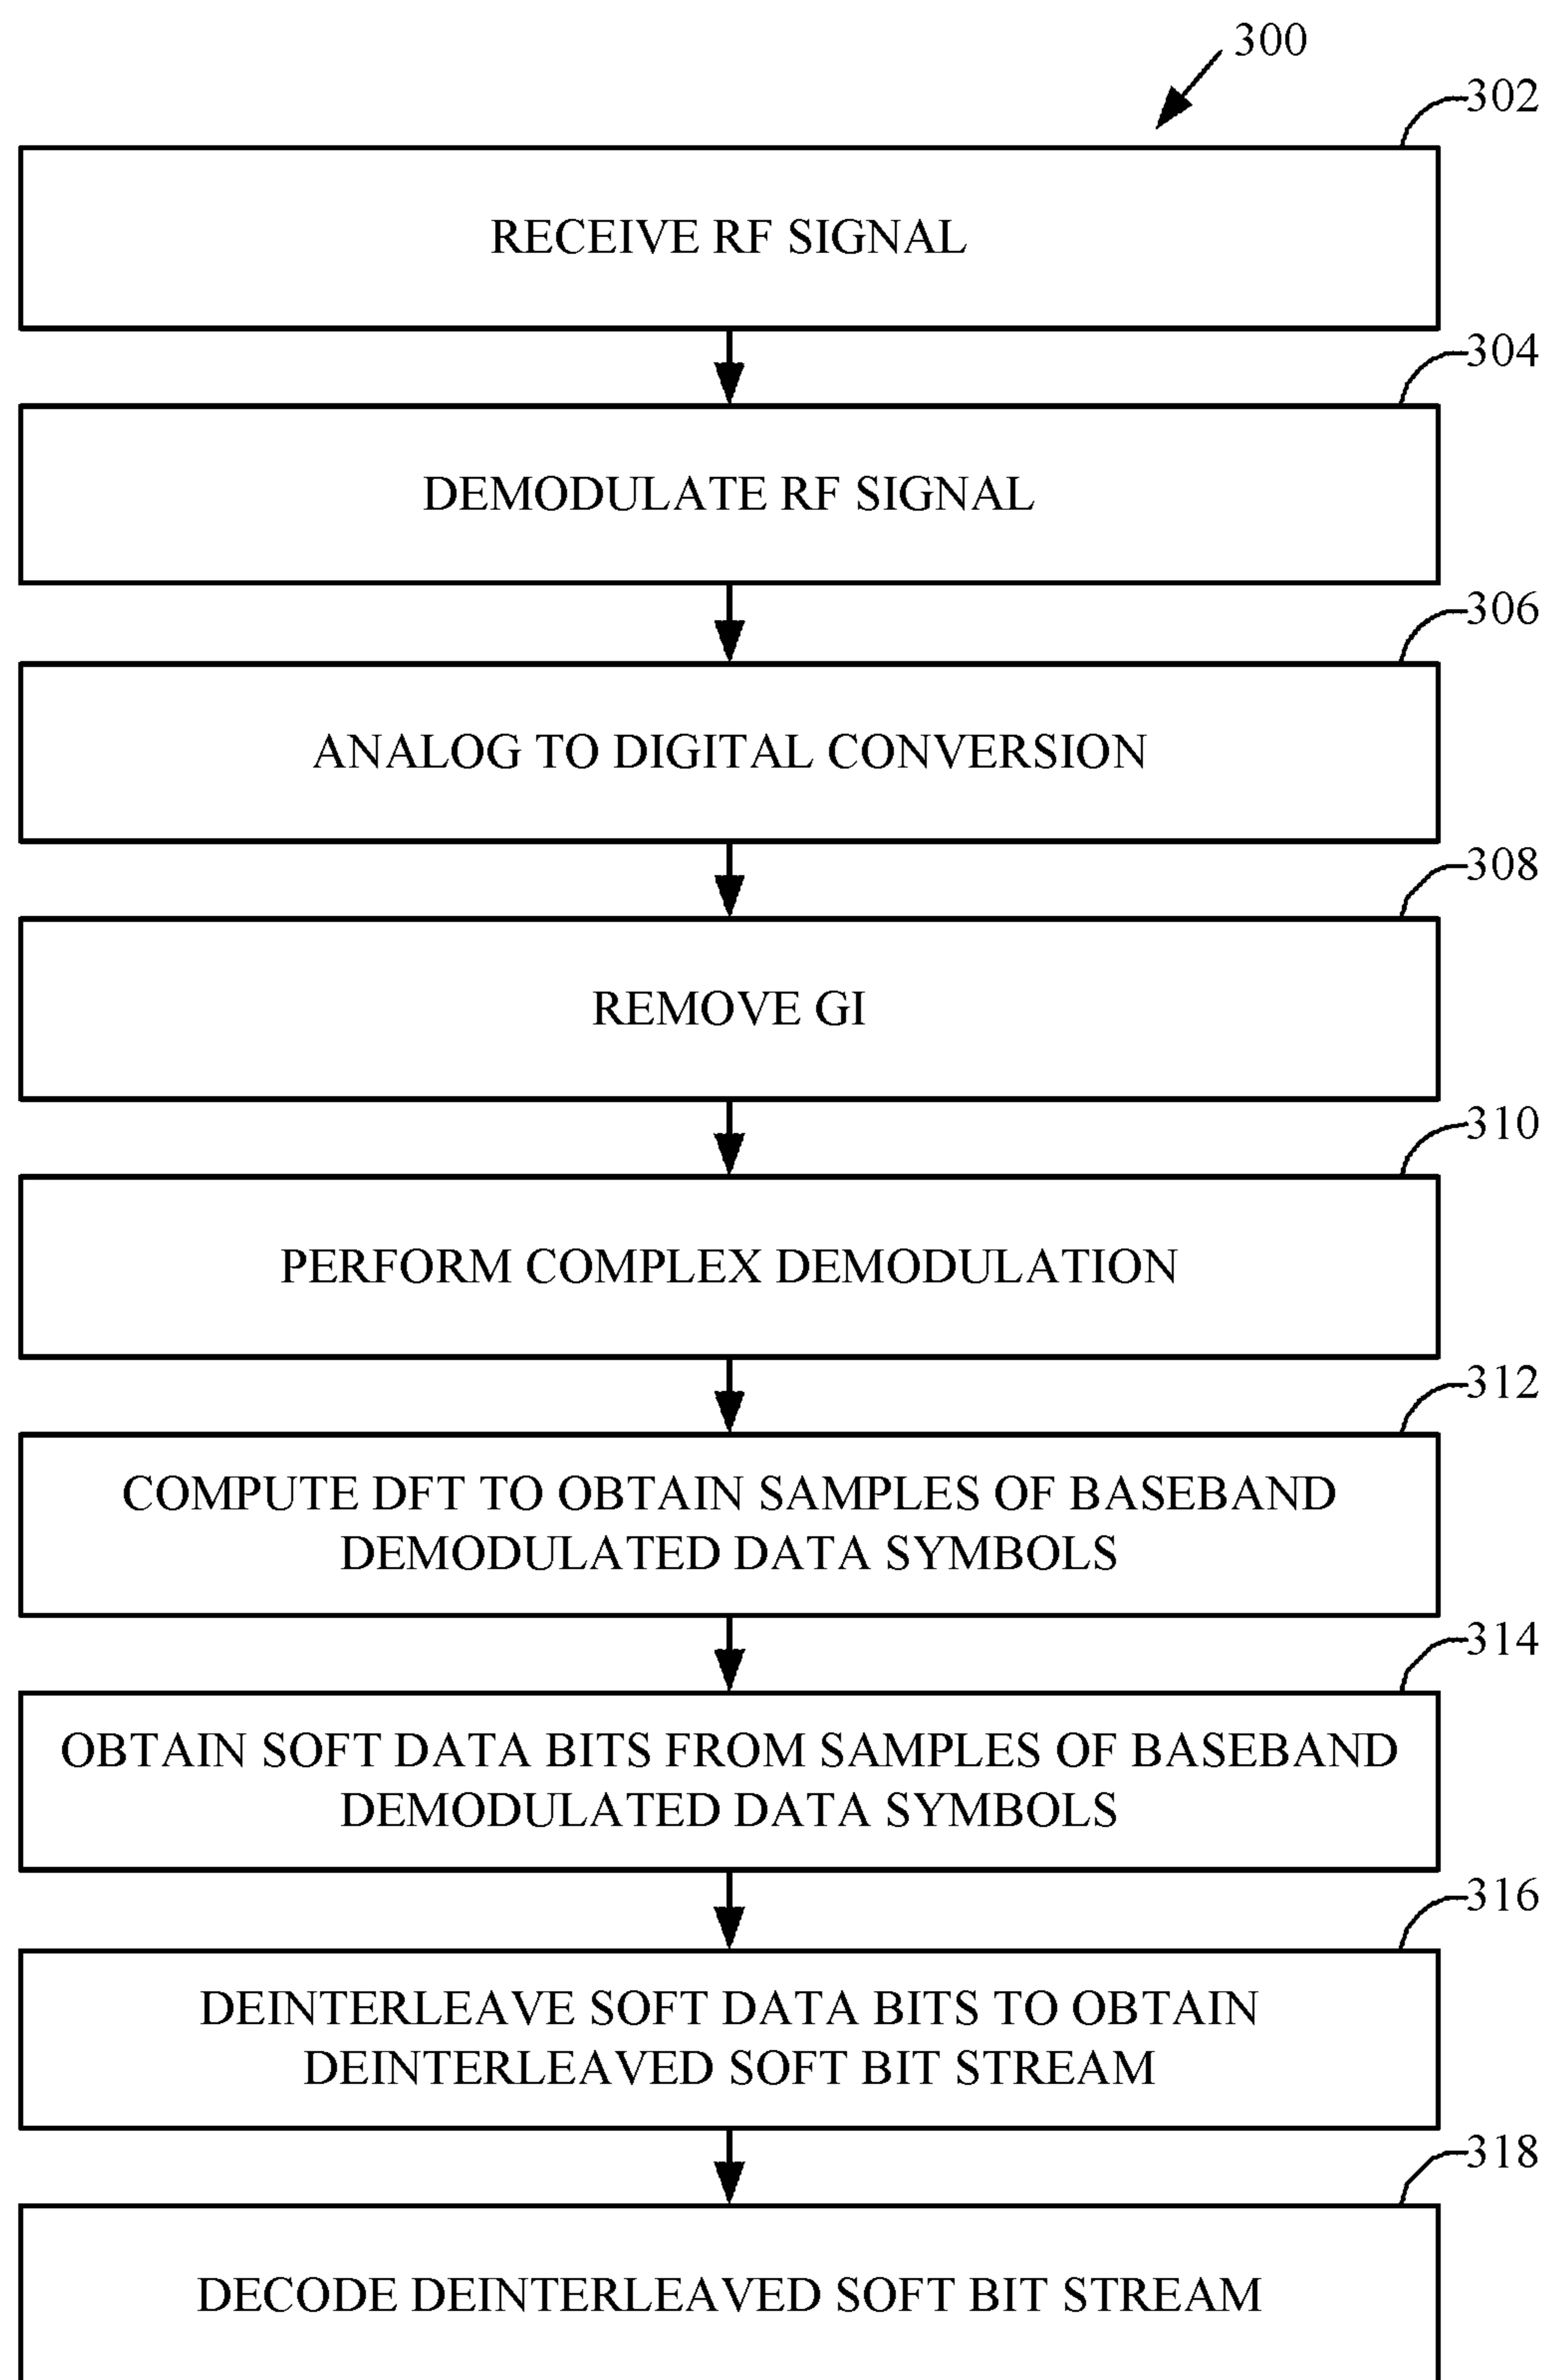 300
302
RECEIVE RF SIGNAL
304
DEMODULATE RF SIGNAL
306
ANALOG TO DIGITAL CONVERSION
308
REMOVE GI
310
PERFORM COMPLEX DEMODULATION
312
COMPUTE DFT TO OBTAIN SAMPLES OF BASEBAND
DEMODULATED DATA SYMBOLS
314
OBTAIN SOFT DATA BITS FROM SAMPLES OF BASEBAND
DEMODULATED DATA SYMBOLS
316
DEINTERLEAVE SOFT DATA BITS TO OBTAIN
DEINTERLEAVED SOFT BIT STREAM
318
DECODE DEINTERLEAVED SOFT BIT STREAM